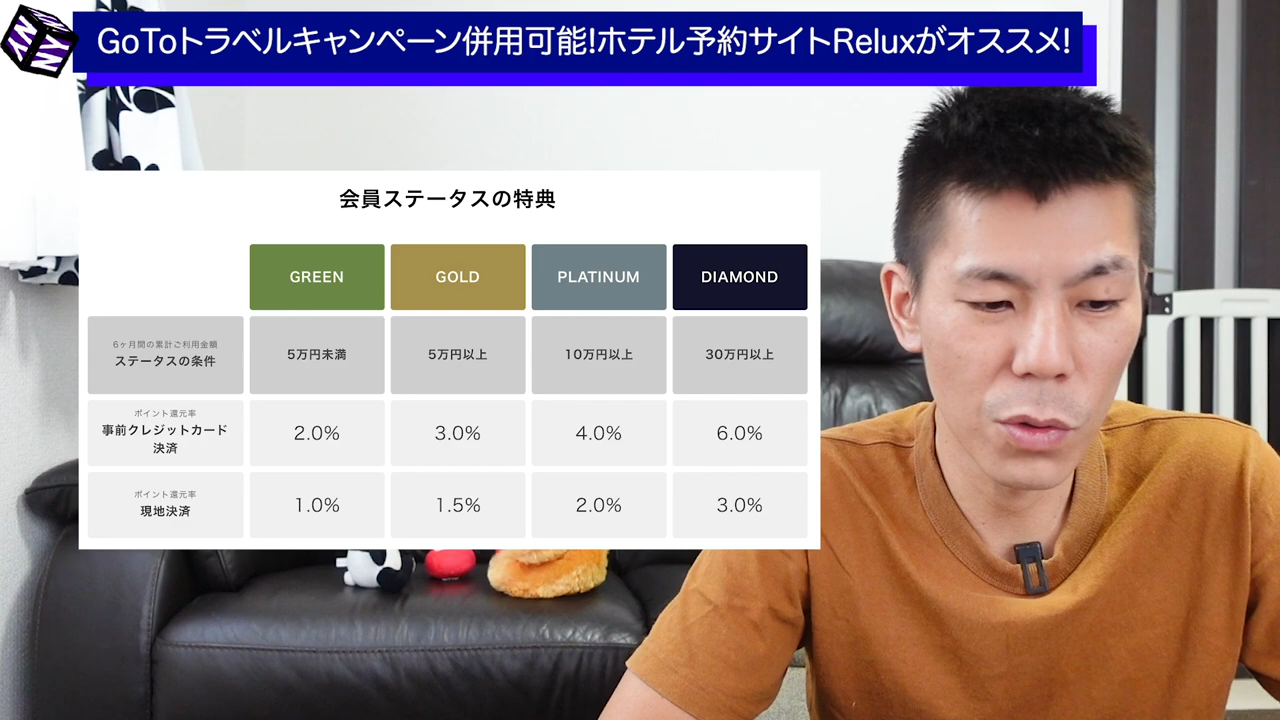 GoToトラベルキャンペーン併用可能!ホテル予約サイトReluxがオススメ!
会員ステータスの特典
GREEN
GOLD
PLATINUM
DIAMOND
6ヶ月間の累計ご利用金額
ステータスの条件
5万円未満
5万円以上
10万円以上
30万円以上
ポイント還元率
事前クレジットカード
決済
2.0%
3.0%
4.0%
6.0%
ポイント還元率
現地決済
1.0%
1.5%
2.0%
3.0%